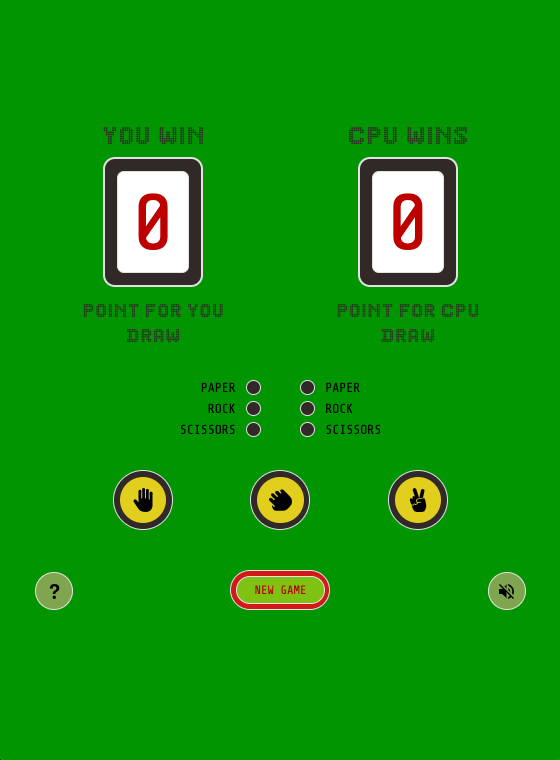 YOU WIN
CPU WINS
0
0
POINT FOR YOU
POINT FOR CPU
DRAW
DRAW
PAPER
PAPER
ROCK
ROCK
SCISSORS
SCISSORS
?
NEW GAME